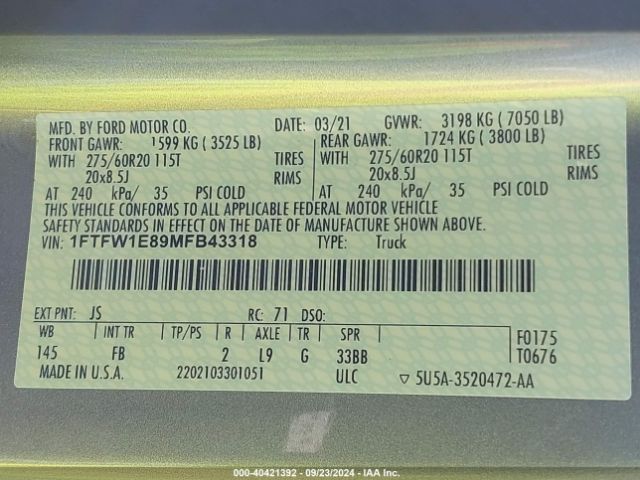 MFD. BY FORD MOTOR CO. DATE: 03/21 GVWR: 3198 KG ( 7050 LB)
FRONT GAWR: 1599 KG ( 3525 LB) REAR GAWR: 1724 KG ( 3800 LB)
WITH 275/60R20 115T TIRES WITH 275/60R20 115T TIRES
20x8.5J RIMS 20x8.5J RIMS
AT 240 kPa/ 35 PSI COLD AT 240 kPa/ 35 PSI COLD
THIS VEHICLE CONFORMS TO ALL APPLICABLE FEDERAL MOTOR VEHICLE
SAFETY STANDARDS IN EFFECT ON THE DATE OF MANUFACTURE SHOWN ABOVE.
VIN: 1FTFW1E89MFB43318 TYPE: Truck
EXT PNT: JS RC: 71 DSO:
WB INT TR TP/PS R AXLE TR SPR F0175
145 FB 2 L9 G 33BB T0676
MADE IN U.S.A. 2202103301051 ULC ▽ 5U5A-3520472-AA
000-40421392 - 09/23/2024 - IAA Inc.